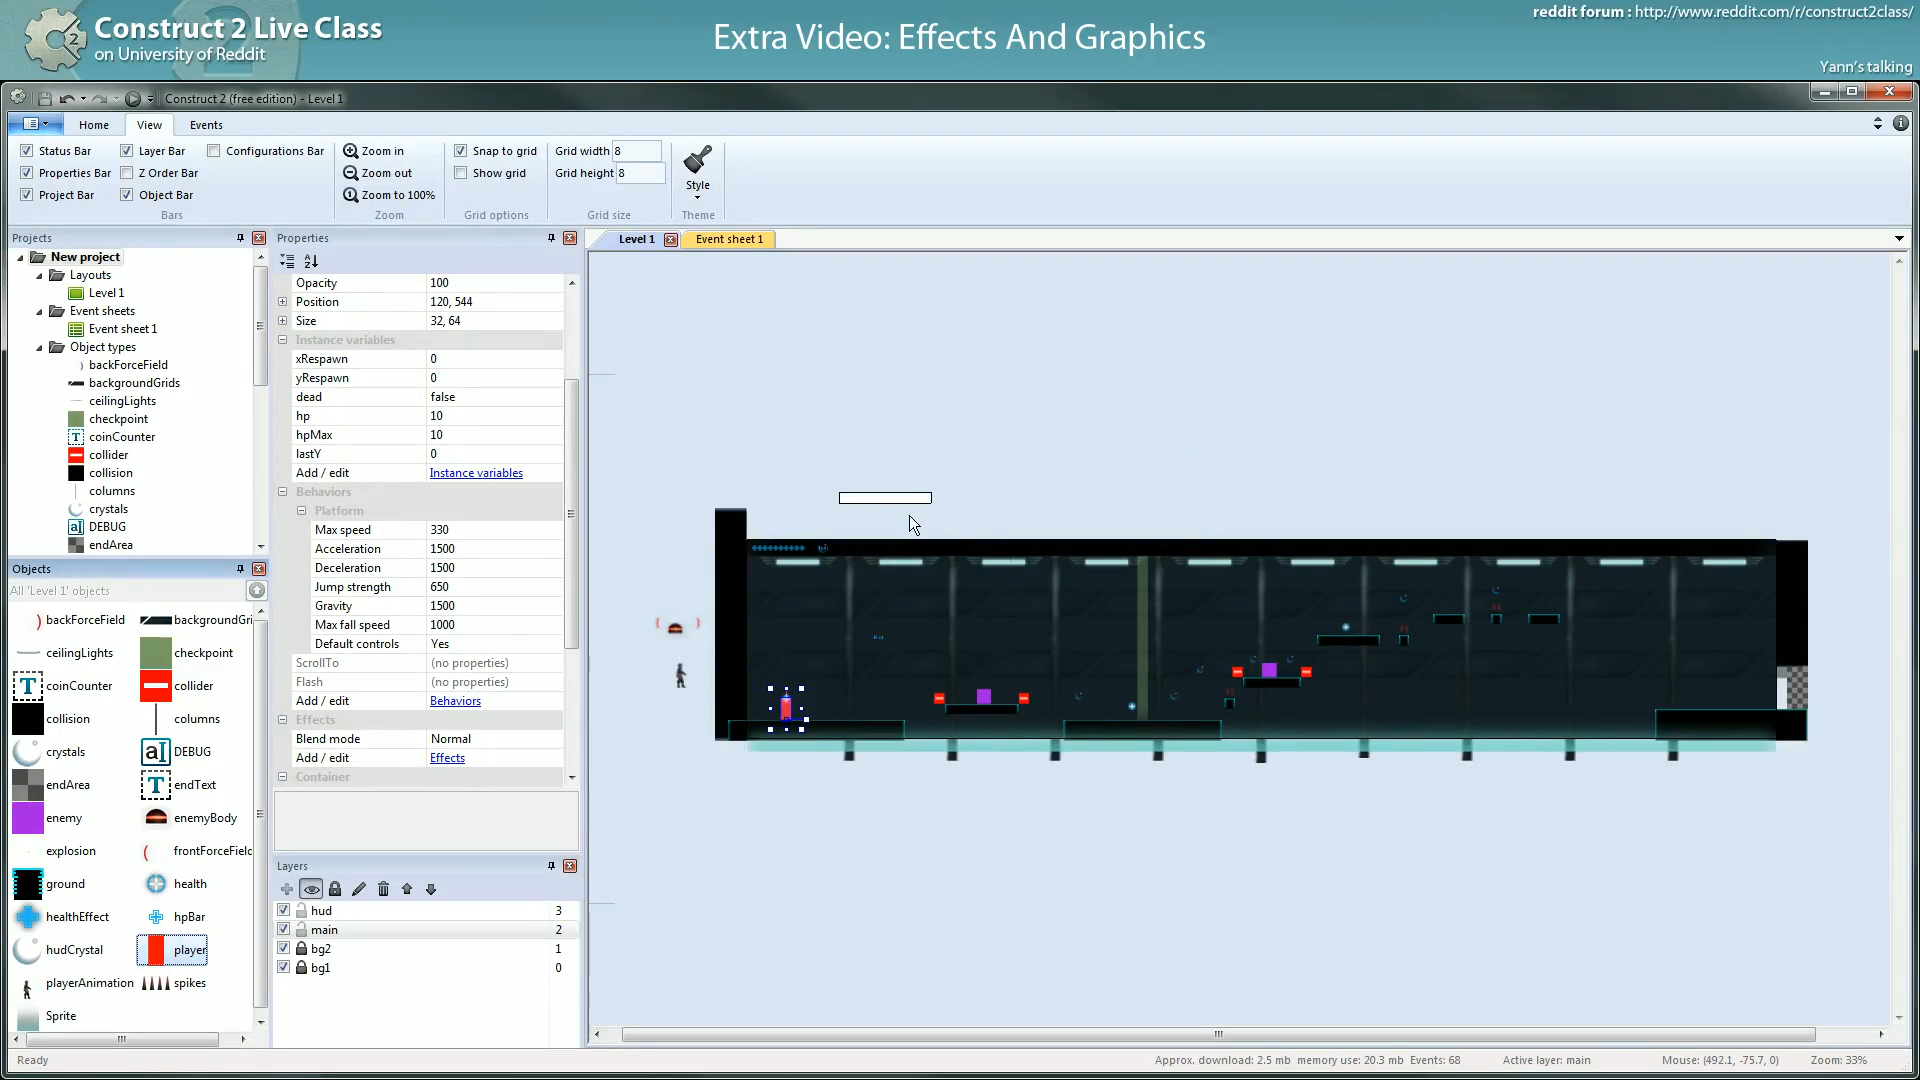 Construct 2 Live Class
on University of Reddit
Extra Video: Effects And Graphics
reddit forum : http://www.reddit.com/r/construct2class/
Yann's talking
Construct 2 (free edition) - Level 1
Home
View
Events
Status Bar
Layer Bar
Configurations Bar
Properties Bar
Z Order Bar
Project Bar
Object Bar
Bars
Zoom in
Zoom out
Zoom to 100%
Zoom
Snap to grid
Show grid
Grid options
Grid width 8
Grid height 8
Grid size
Style
Theme
Projects
New project
Layouts
Level 1
Event sheets
Event sheet 1
Object types
backForceField
backgroundGrids
ceilingLights
checkpoint
coinCounter
collider
collision
columns
crystals
DEBUG
endArea
Objects
All 'Level 1' objects
backForceField
backgroundGri
ceilingLights
checkpoint
coinCounter
collider
collision
columns
crystals
DEBUG
endArea
endText
enemy
enemyBody
explosion
frontForceField
ground
health
healthEffect
hpBar
hudCrystal
player
playerAnimation
spikes
Sprite
Properties
Opacity 100
Position 120, 544
Size 32, 64
Instance variables
xRespawn 0
yRespawn 0
dead false
hp 10
hpMax 10
lastY 0
Add / edit Instance variables
Behaviors
Platform
Max speed 330
Acceleration 1500
Deceleration 1500
Jump strength 650
Gravity 1500
Max fall speed 1000
Default controls Yes
ScrollTo (no properties)
Flash (no properties)
Add / edit Behaviors
Effects
Blend mode Normal
Add / edit Effects
Container
Layers
hud 3
main 2
bg2 1
bg1 0
Level 1
Event sheet 1
Ready
Approx. download: 2.5 mb memory use: 20.3 mb Events: 68
Active layer: main
Mouse: (492.1, -75.7, 0)
Zoom: 33%